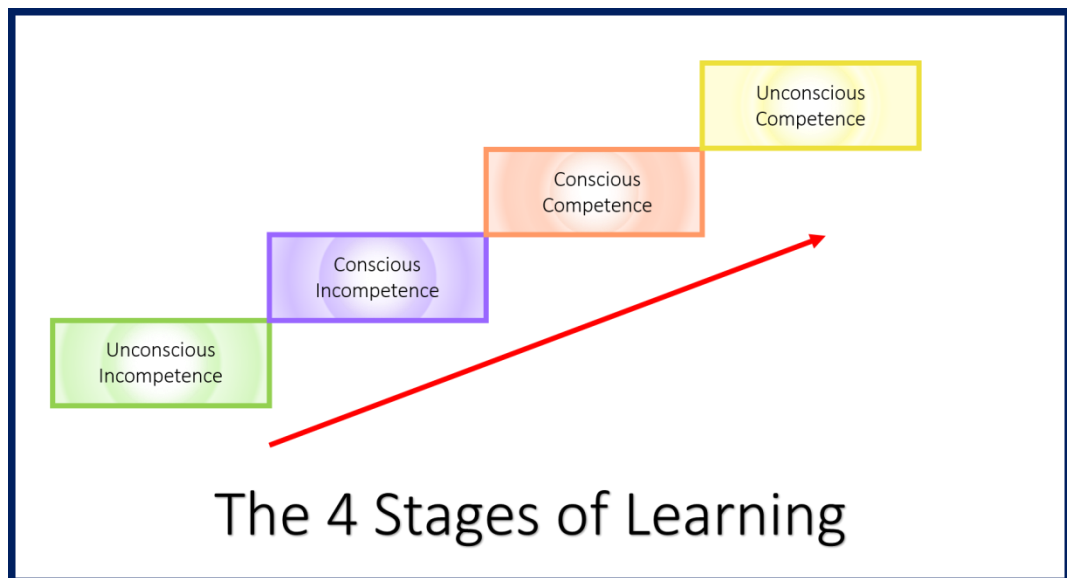 Unconscious
Competence
Conscious
Competence
Conscious
Incompetence
Unconscious
Incompetence
The 4 Stages of Learning